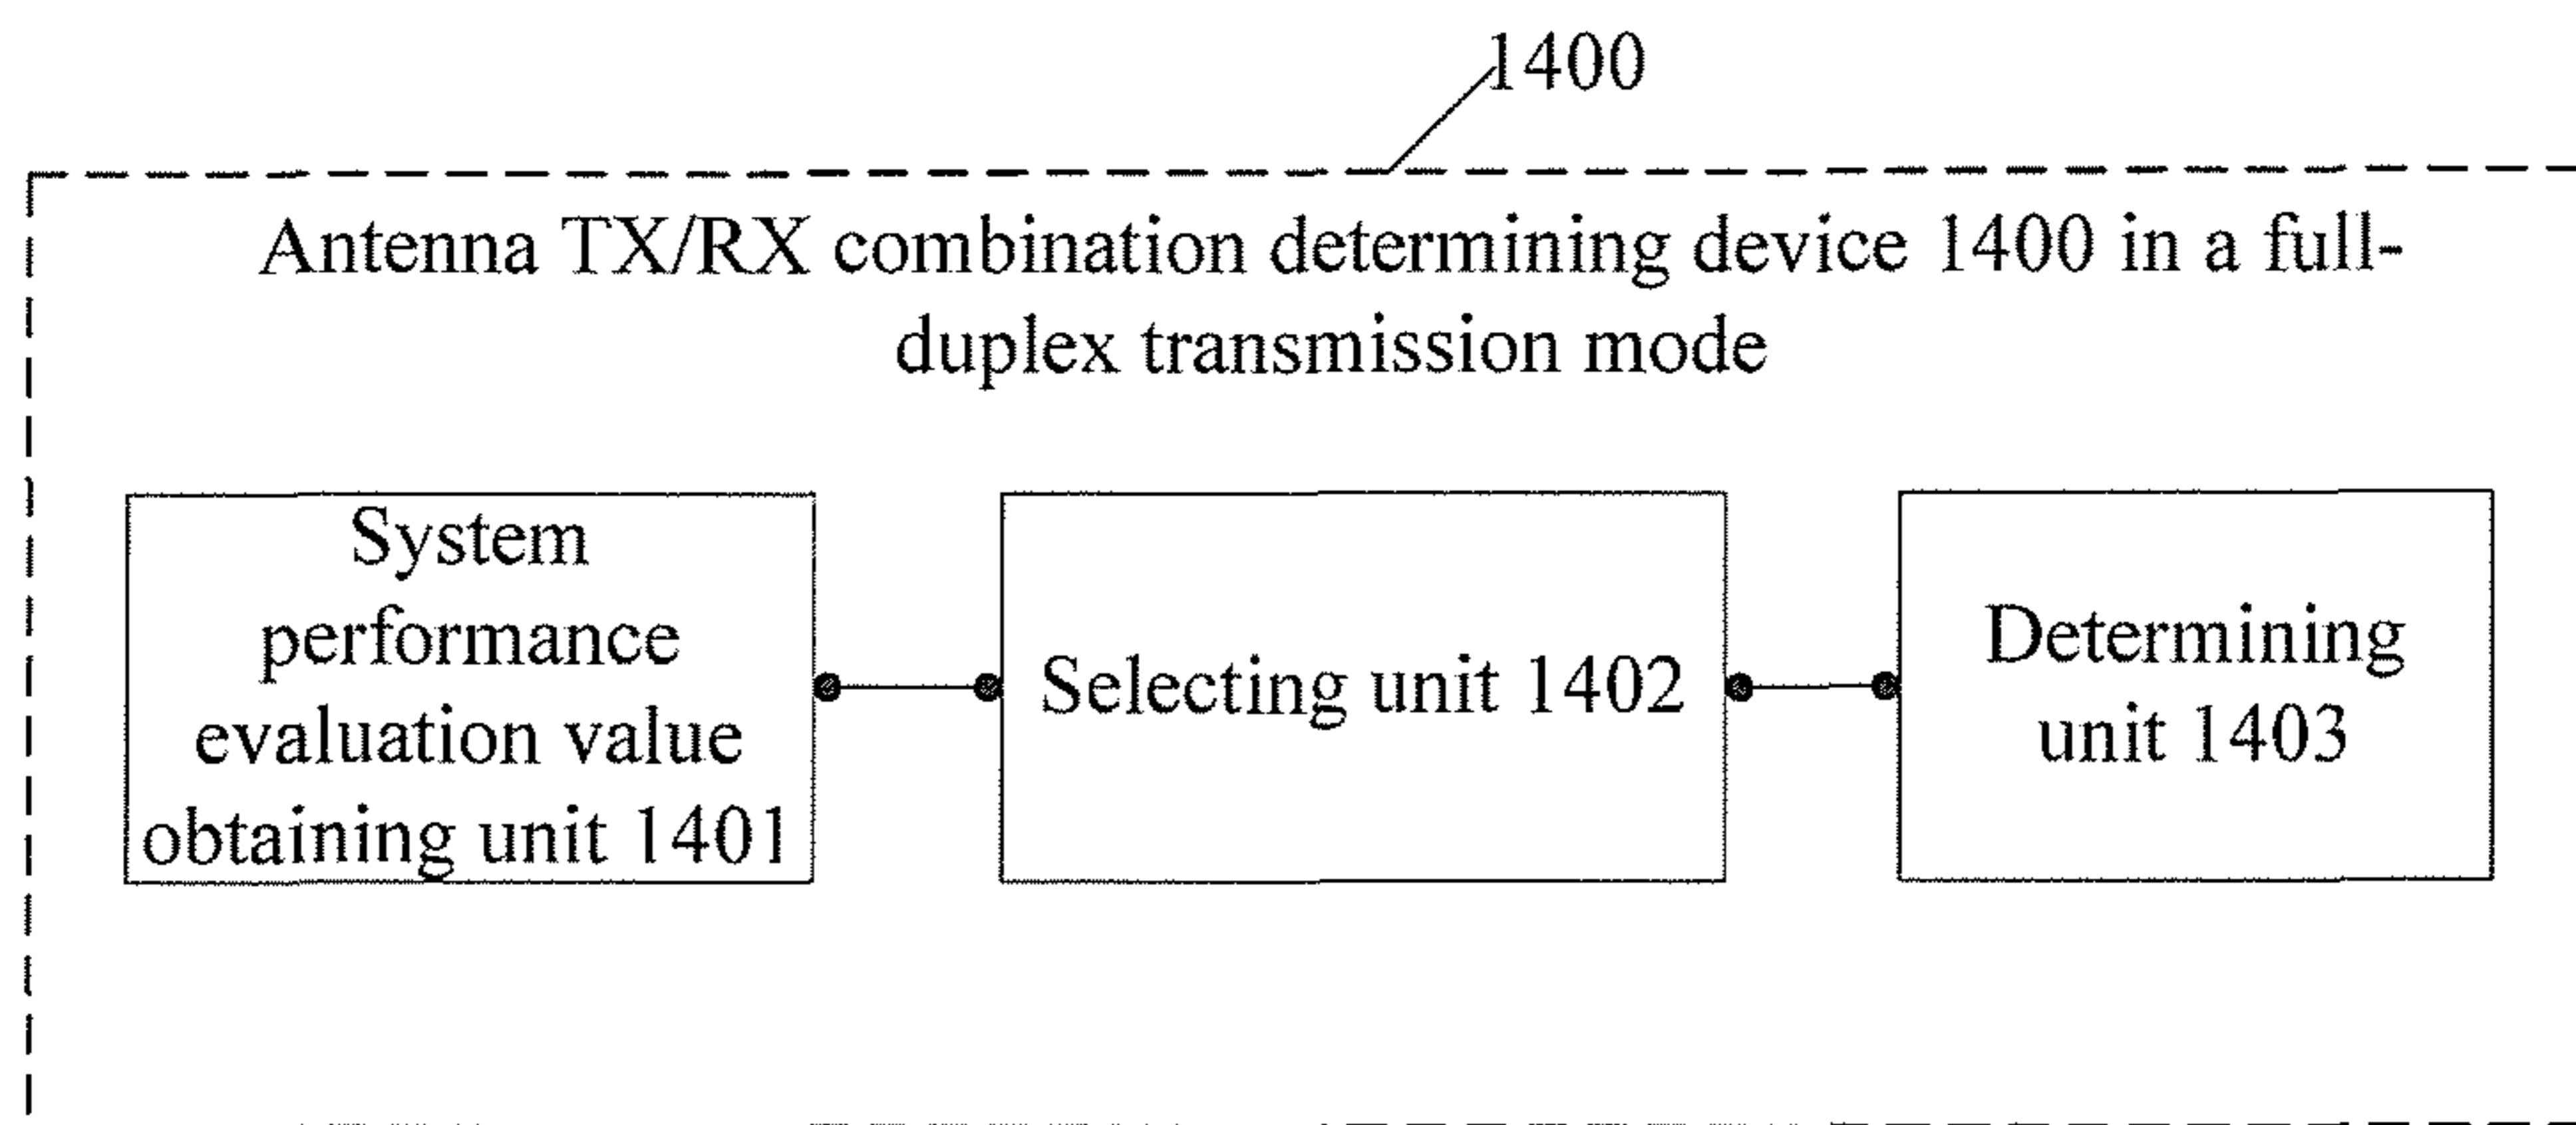 1400
Antenna TX/RX combination determining device 1400 in a full-
duplex transmission mode
System
performance
evaluation value
obtaining unit 1401
Selecting unit 1402
Determining
unit 1403